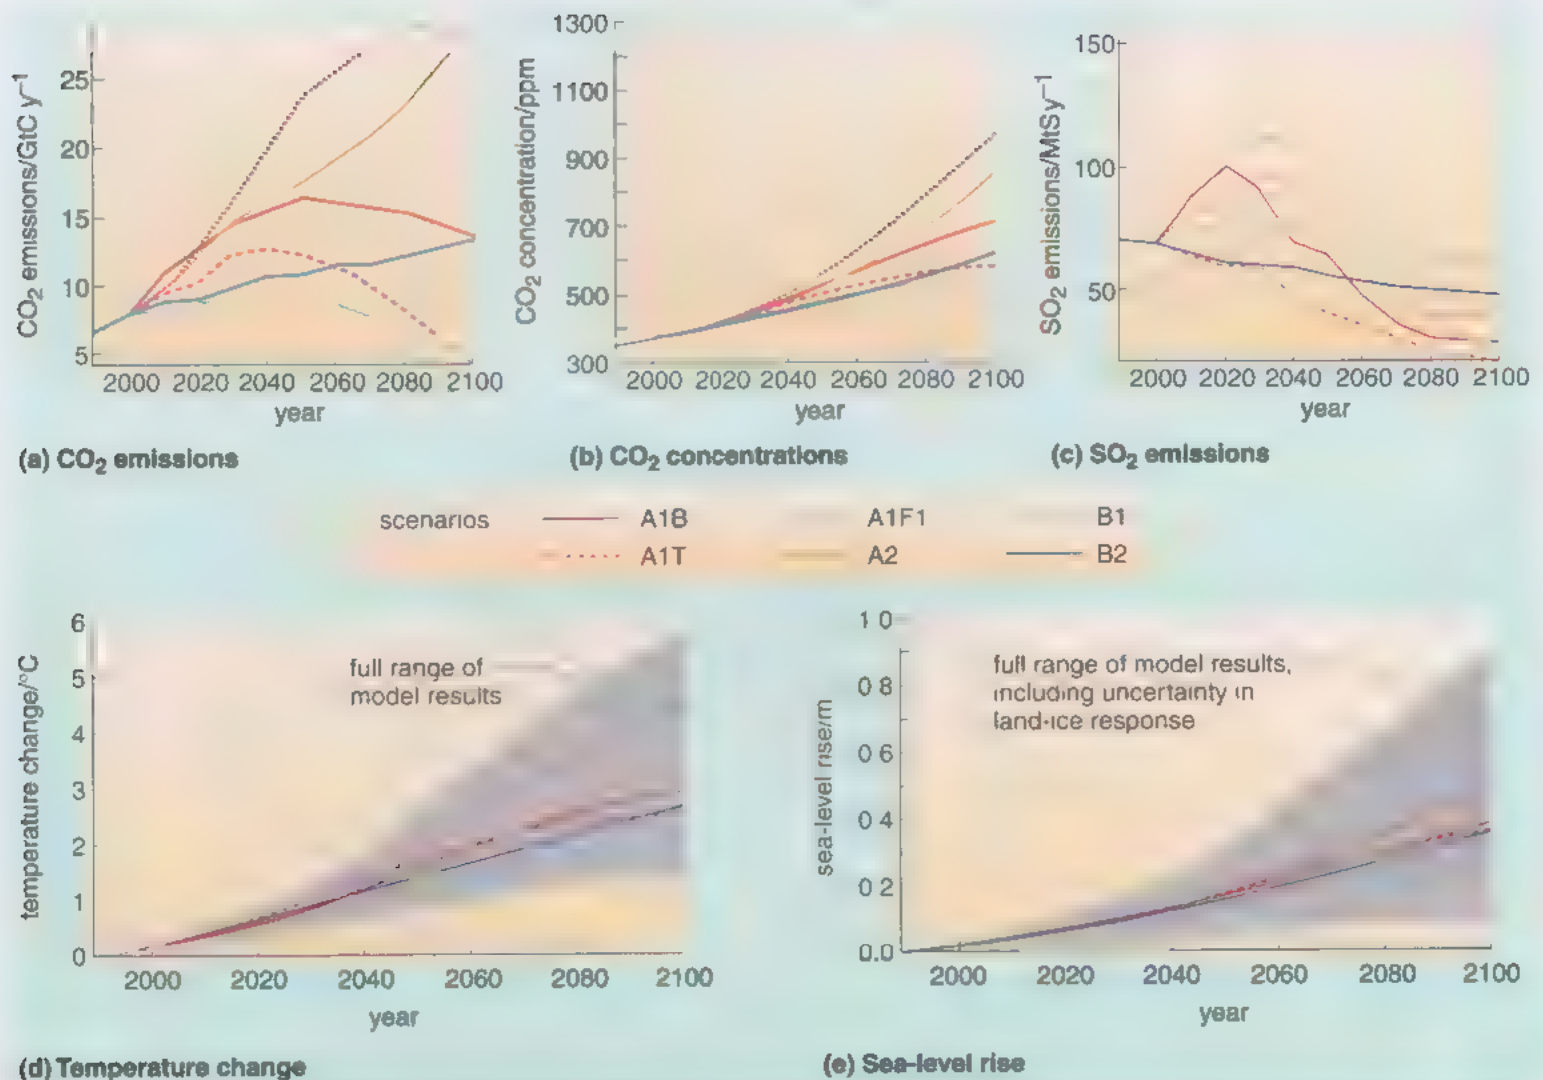 CO₂ emissions/GtC y⁻¹
25
20
15
10
5
2000 2020 2040 2060 2080 2100
year
(a) CO₂ emissions
CO₂ concentration/ppm
1300
1100
900
700
500
300
2000 2020 2040 2060 2080 2100
year
(b) CO₂ concentrations
SO₂ emissions/MtSy⁻¹
150
100
50
2000 2020 2040 2060 2080 2100
year
(c) SO₂ emissions
scenarios A1B A1F1 B1
A1T A2 B2
temperature change/°C
6
5
4
3
2
1
0
full range of
model results
2000 2020 2040 2060 2080 2100
year
(d) Temperature change
sea-level rise/m
1 0
0 8
0 6
0 4
0 2
0.0
full range of model results,
including uncertainty in
land-ice response
2000 2020 2040 2060 2080 2100
year
(e) Sea-level rise